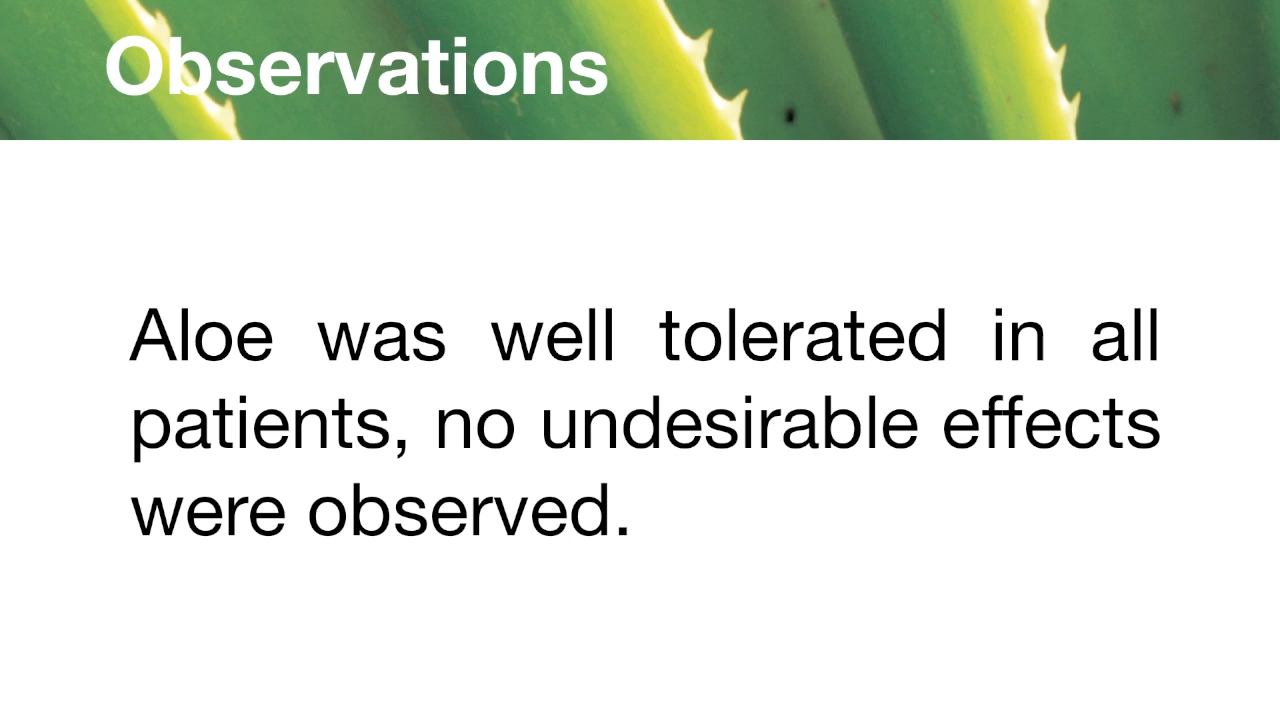 Observations
Aloe was well tolerated in all
patients, no undesirable effects
were observed.